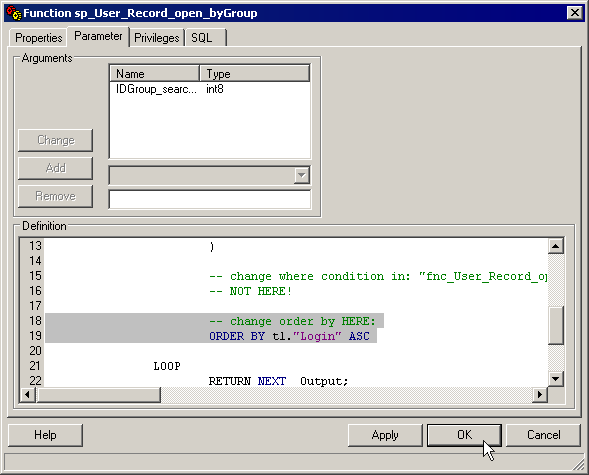 Function sp_User_Record_open_byGroup
Properties Parameter Privileges SQL
Arguments
Name Type
IDGroup_searc... int8
Change
Add
Remove
Definition
13 )
14
15 -- change where condition in: "fnc_User_Record_op
16 -- NOT HERE!
17
18 -- change order by HERE:
19 ORDER BY t1."Login" ASC
20
21 LOOP
22 RETURN NEXT _Output;
Help Apply OK Cancel